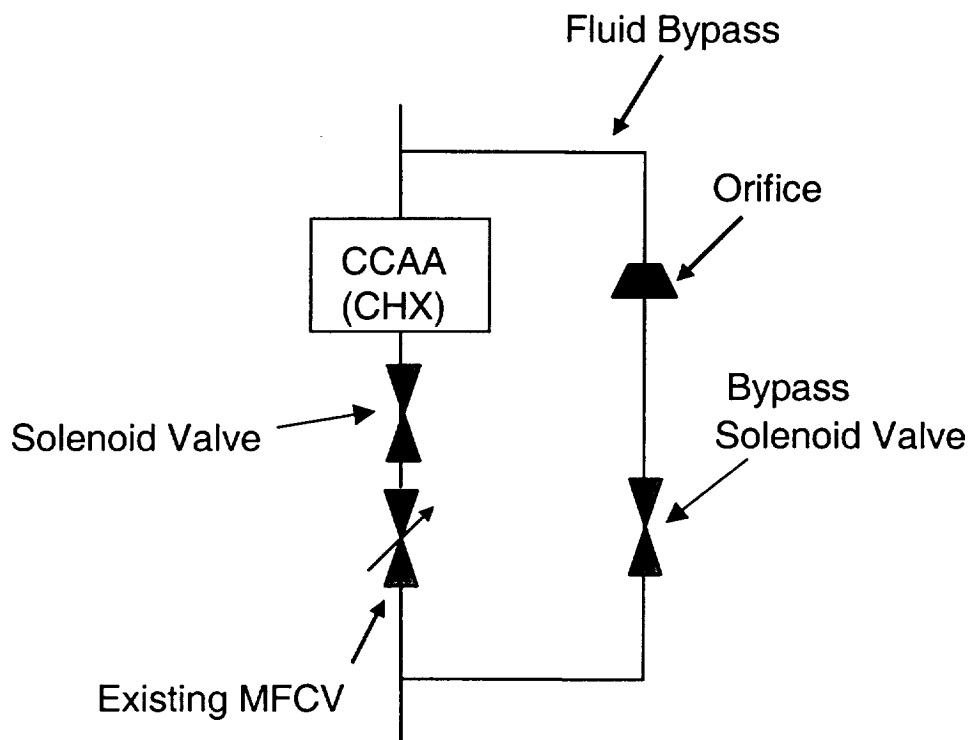 Fluid Bypass
Orifice
CCAA
(CHX)
Bypass
Solenoid Valve
Solenoid Valve
Existing MFCV